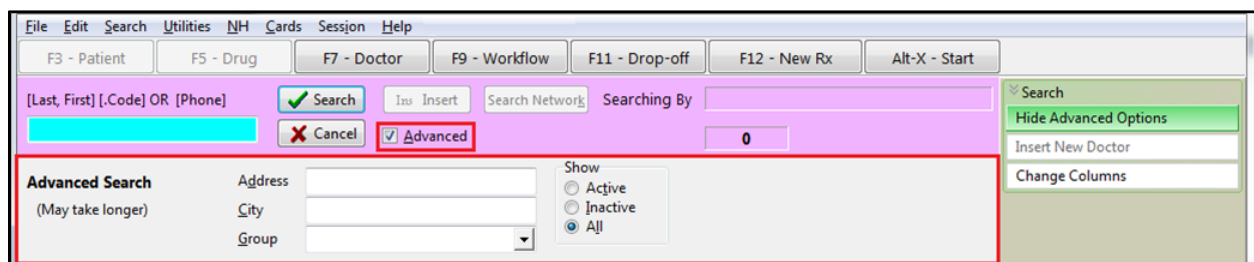 File Edit Search Utilities NH Cards Session Help
F3 - Patient F5 - Drug F7 - Doctor F9 - Workflow F11 - Drop-off F12 - New Rx Alt-X - Start
[Last, First] [.Code] OR [Phone] Search Ins Insert Search Network Searching By
Cancel Advanced 0
Search
Hide Advanced Options
Insert New Doctor
Change Columns
Advanced Search
(May take longer)
Address
City
Group
Show
Active
Inactive
All